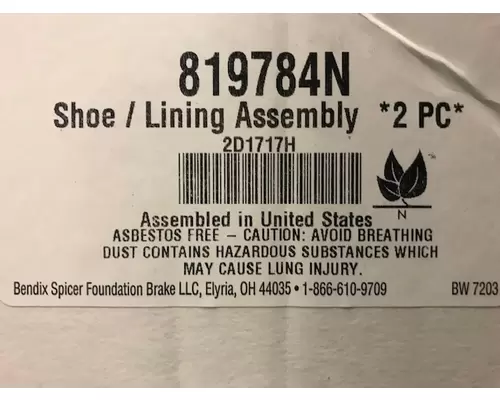 819784N
Shoe / Lining Assembly *2 PC*
2D1717H
N
Assembled in United States
ASBESTOS FREE – CAUTION: AVOID BREATHING
DUST CONTAINS HAZARDOUS SUBSTANCES WHICH
MAY CAUSE LUNG INJURY.
Bendix Spicer Foundation Brake LLC, Elyria, OH 44035 • 1-866-610-9709 BW 7203